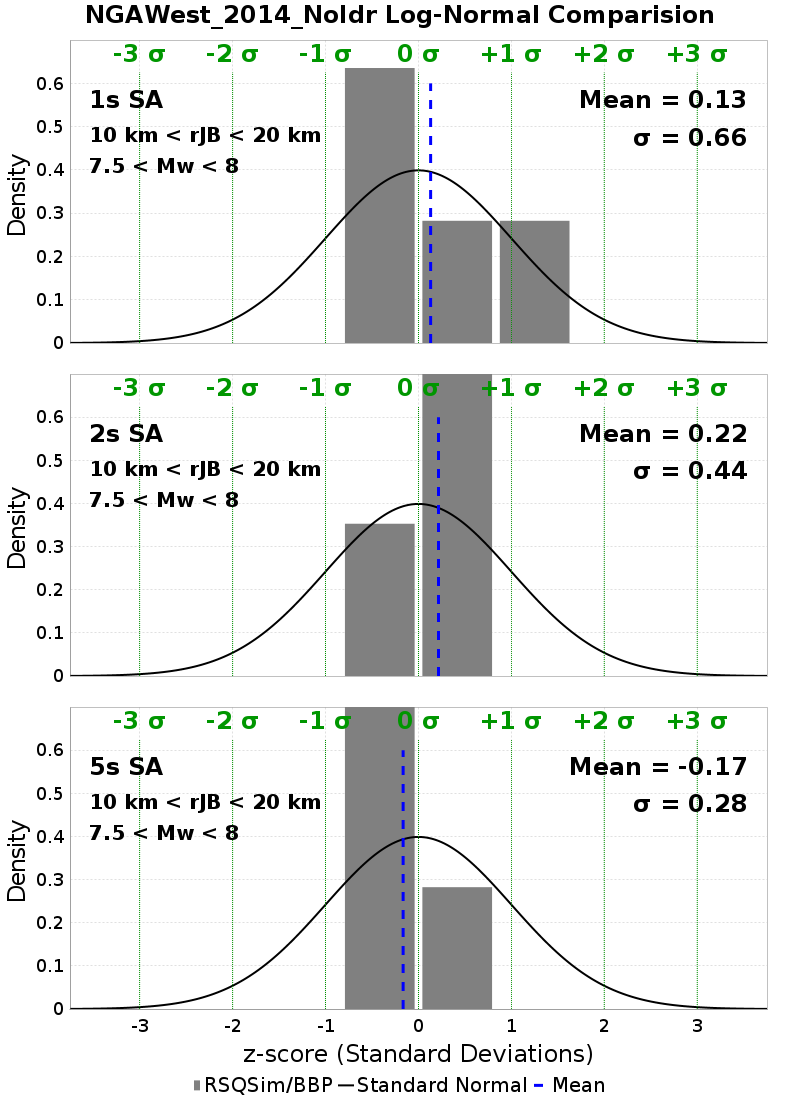 NGAWest_2014_NoIdr Log-Normal Comparision
-3 σ -2 σ -1 σ 0 σ +1 σ +2 σ +3 σ
1s SA
10 km < rJB < 20 km
7.5 < Mw < 8
Mean = 0.13
σ = 0.66
Density
0.6
0.5
0.4
0.3
0.2
0.1
0
-3 σ -2 σ -1 σ 0 σ +1 σ +2 σ +3 σ
2s SA
10 km < rJB < 20 km
7.5 < Mw < 8
Mean = 0.22
σ = 0.44
Density
0.6
0.5
0.4
0.3
0.2
0.1
0
-3 σ -2 σ -1 σ 0 σ +1 σ +2 σ +3 σ
5s SA
10 km < rJB < 20 km
7.5 < Mw < 8
Mean = -0.17
σ = 0.28
Density
0.6
0.5
0.4
0.3
0.2
0.1
0
-3 -2 -1 0 1 2 3
z-score (Standard Deviations)
RSQSim/BBP Standard Normal Mean